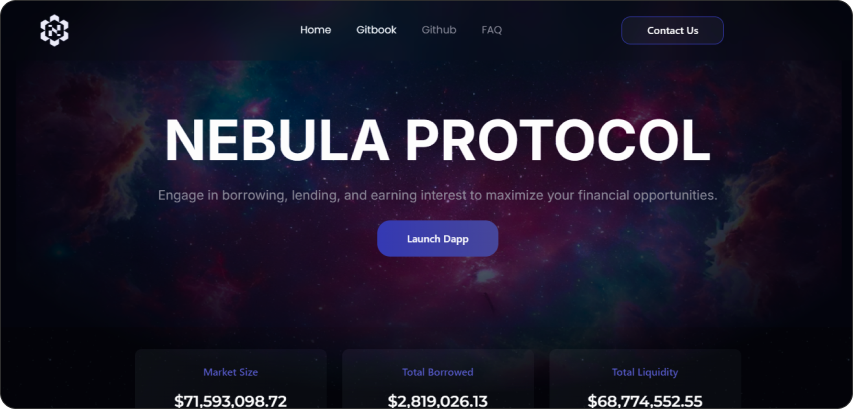 Home Gitbook Github FAQ Contact Us
NEBULA PROTOCOL
Engage in borrowing, lending, and earning interest to maximize your financial opportunities.
Launch Dapp
Market Size Total Borrowed Total Liquidity
$71,593,098.72 $2,819,026.13 $68,774,552.55